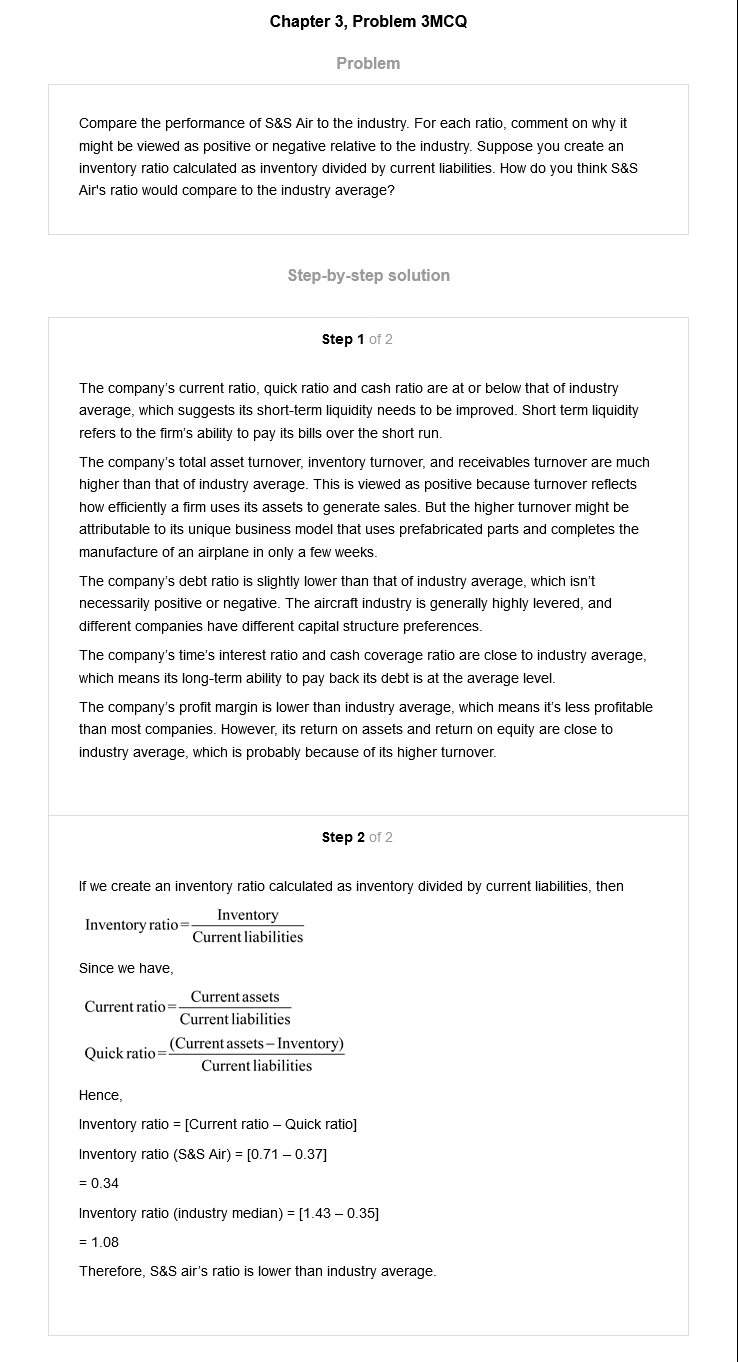 Chapter 3, Problem 3MCQ
Problem
Compare the performance of S&S Air to the industry. For each ratio, comment on why it
might be viewed as positive or negative relative to the industry. Suppose you create an
inventory ratio calculated as inventory divided by current liabilities. How do you think S&S
Air's ratio would compare to the industry average?
Step-by-step solution
Step 1 of 2
The company's current ratio, quick ratio and cash ratio are at or below that of industry
average, which suggests its short-term liquidity needs to be improved. Short term liquidity
refers to the firm's ability to pay its bills over the short run.
The company's total asset turnover, inventory turnover, and receivables turnover are much
higher than that of industry average. This is viewed as positive because turnover reflects
how efficiently a firm uses its assets to generate sales. But the higher turnover might be
attributable to its unique business model that uses prefabricated parts and completes the
manufacture of an airplane in only a few weeks.
The company's debt ratio is slightly lower than that of industry average, which isn't
necessarily positive or negative. The aircraft industry is generally highly levered, and
different companies have different capital structure preferences.
The company's time's interest ratio and cash coverage ratio are close to industry average,
which means its long-term ability to pay back its debt is at the average level.
The company's profit margin is lower than industry average, which means it's less profitable
than most companies. However, its return on assets and return on equity are close to
industry average, which is probably because of its higher turnover.
Step 2 of 2
If we create an inventory ratio calculated as inventory divided by current liabilities, then
Inventory ratio = Inventory / Current liabilities
Since we have,
Current ratio = Current assets / Current liabilities
Quick ratio = (Current assets – Inventory) / Current liabilities
Hence,
Inventory ratio = [Current ratio – Quick ratio]
Inventory ratio (S&S Air) = [0.71 – 0.37]
= 0.34
Inventory ratio (industry median) = [1.43 – 0.35]
= 1.08
Therefore, S&S air's ratio is lower than industry average.